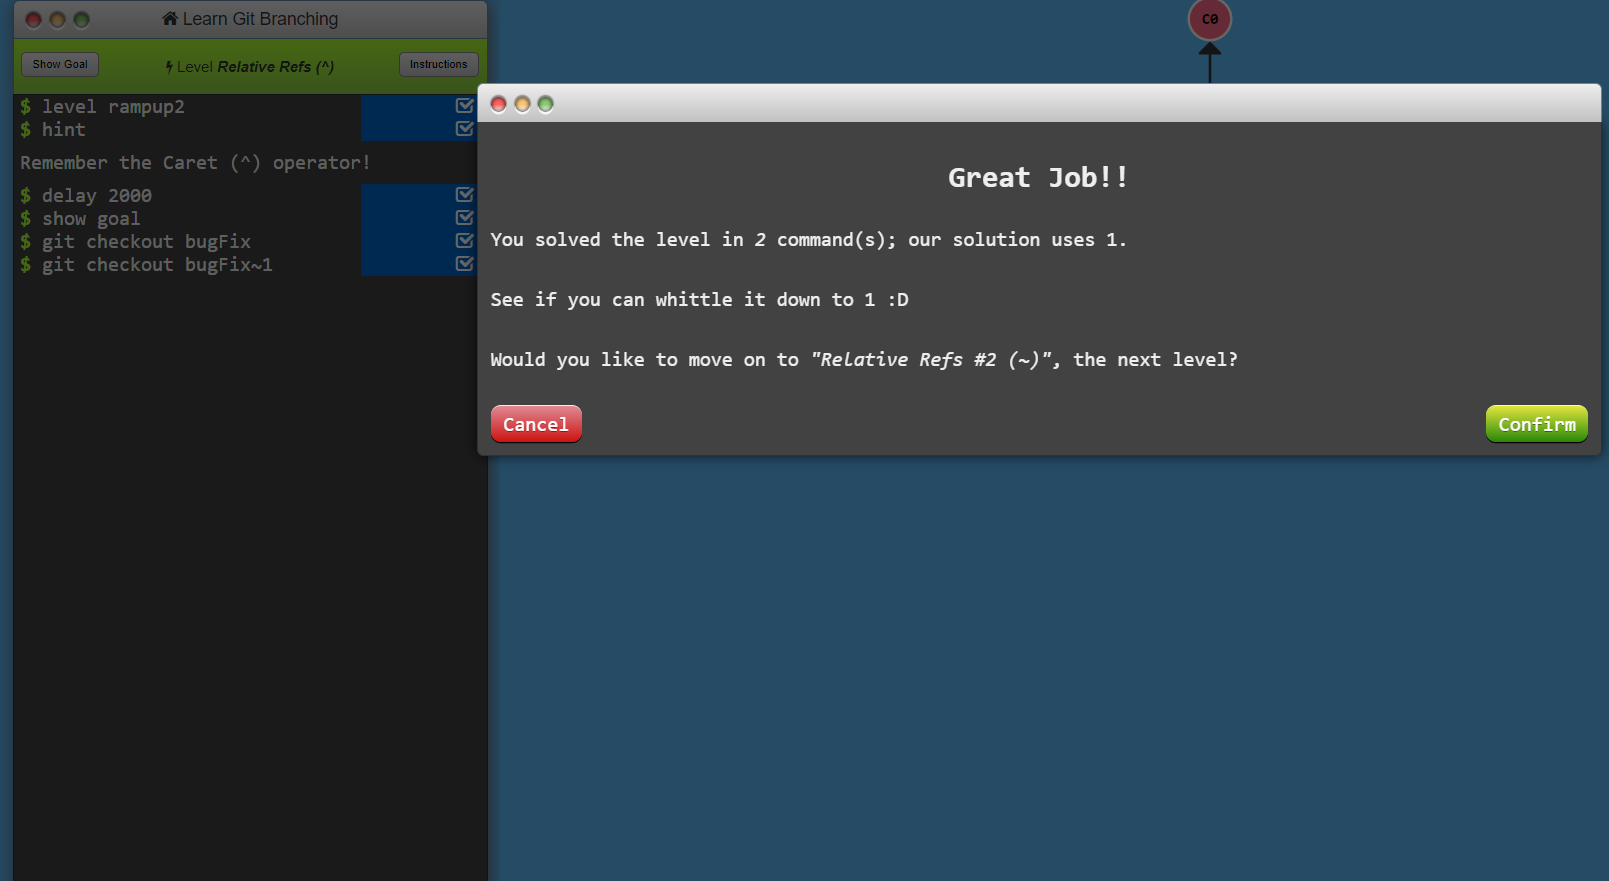 Learn Git Branching
Show Goal
Level Relative Refs (^)
Instructions
$ level rampup2
$ hint
Remember the Caret (^) operator!
$ delay 2000
$ show goal
$ git checkout bugFix
$ git checkout bugFix~1
C0
Great Job!!
You solved the level in 2 command(s); our solution uses 1.
See if you can whittle it down to 1 :D
Would you like to move on to "Relative Refs #2 (~)", the next level?
Cancel
Confirm